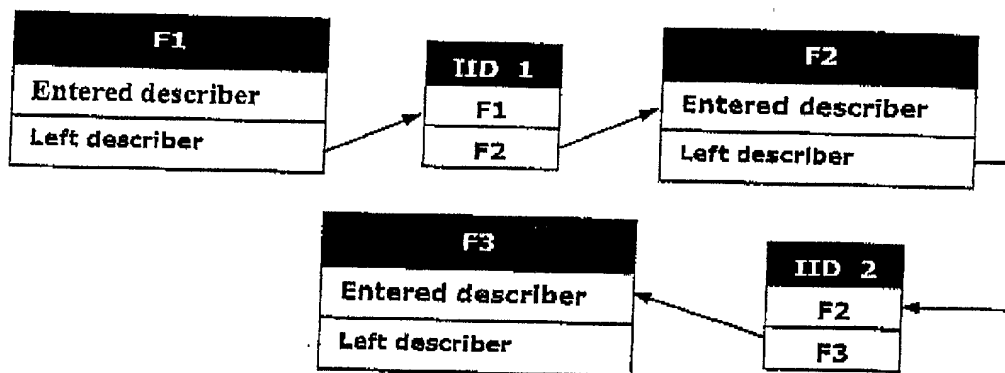 F1
Entered describer
Left describer
IID 1
F1
F2
F2
Entered describer
Left describer
F3
Entered describer
Left describer
IID 2
F2
F3